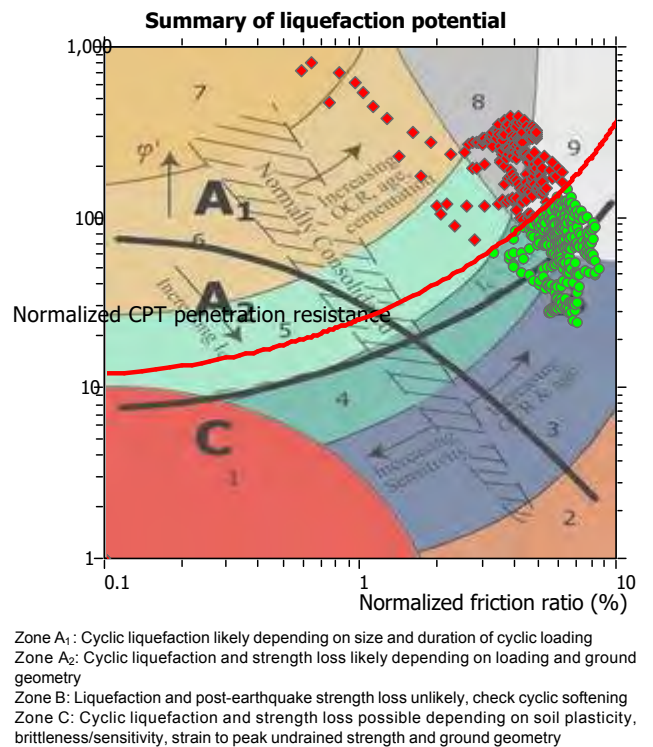 Summary of liquefaction potential
1,000
7
8
9
φ'
Increasing
OCR, age,
cementation
A1
Normally Consolidated
100
6
A2
Normalized CPT penetration resistance
5
10
4
Increasing
OCR & age
3
C
1
Increasing
Sensitivity
2
1
0.1
1
10
Normalized friction ratio (%)
Zone A1: Cyclic liquefaction likely depending on size and duration of cyclic loading
Zone A2: Cyclic liquefaction and strength loss likely depending on loading and ground
geometry
Zone B: Liquefaction and post-earthquake strength loss unlikely, check cyclic softening
Zone C: Cyclic liquefaction and strength loss possible depending on soil plasticity,
brittleness/sensitivity, strain to peak undrained strength and ground geometry